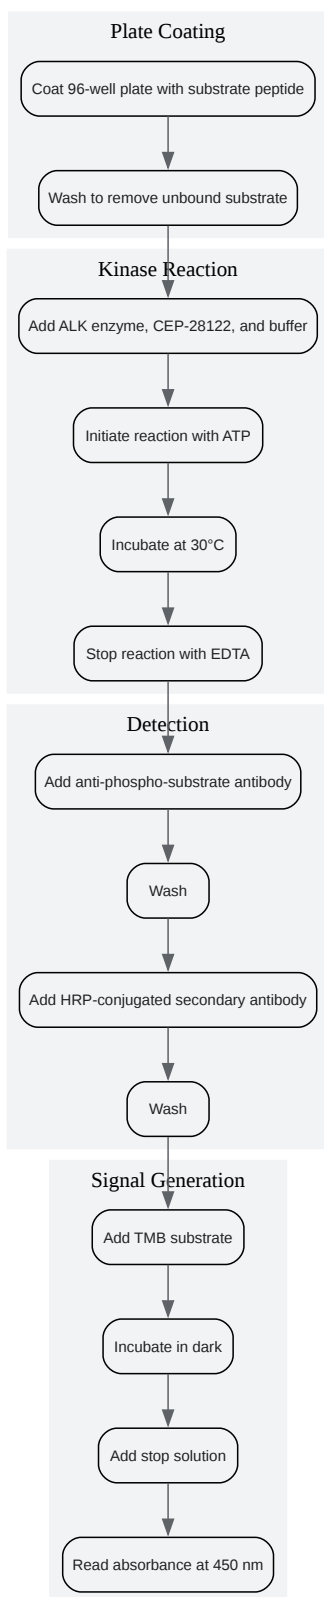 Plate Coating
Coat 96-well plate with substrate peptide
Wash to remove unbound substrate
Kinase Reaction
Add ALK enzyme, CEP-28122, and buffer
Initiate reaction with ATP
Incubate at 30°C
Stop reaction with EDTA
Detection
Add anti-phospho-substrate antibody
Wash
Add HRP-conjugated secondary antibody
Wash
Signal Generation
Add TMB substrate
Incubate in dark
Add stop solution
Read absorbance at 450 nm